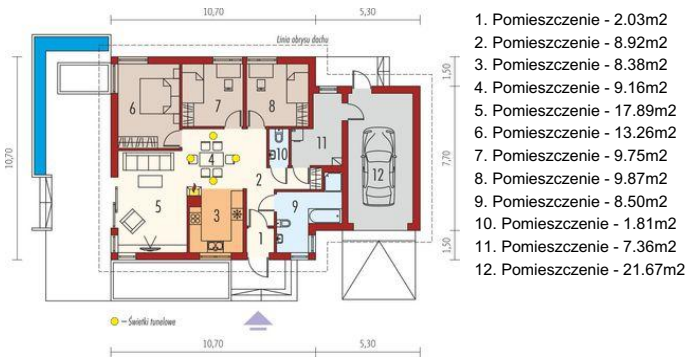 10,70
5,30
Linia obrysu dachu
1. Pomieszczenie - 2.03m2
2. Pomieszczenie - 8.92m2
3. Pomieszczenie - 8.38m2
4. Pomieszczenie - 9.16m2
5. Pomieszczenie - 17.89m2
6. Pomieszczenie - 13.26m2
7. Pomieszczenie - 9.75m2
8. Pomieszczenie - 9.87m2
9. Pomieszczenie - 8.50m2
10. Pomieszczenie - 1.81m2
11. Pomieszczenie - 7.36m2
12. Pomieszczenie - 21.67m2
1,50
10,70
7,70
1,50
6
7
8
4
10
11
12
2
5
3
9
1
– Świetliki tunelowe
10,70
5,30